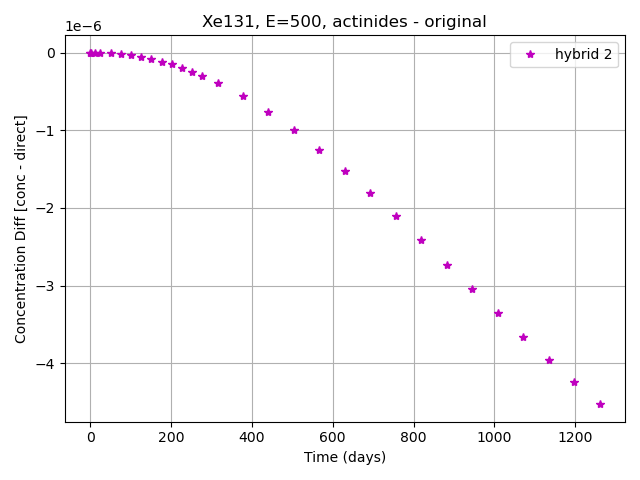 Xe131, E=500, actinides - original
1e−6
hybrid 2
0
−1
−2
−3
−4
Concentration Diff [conc - direct]
0 200 400 600 800 1000 1200
Time (days)